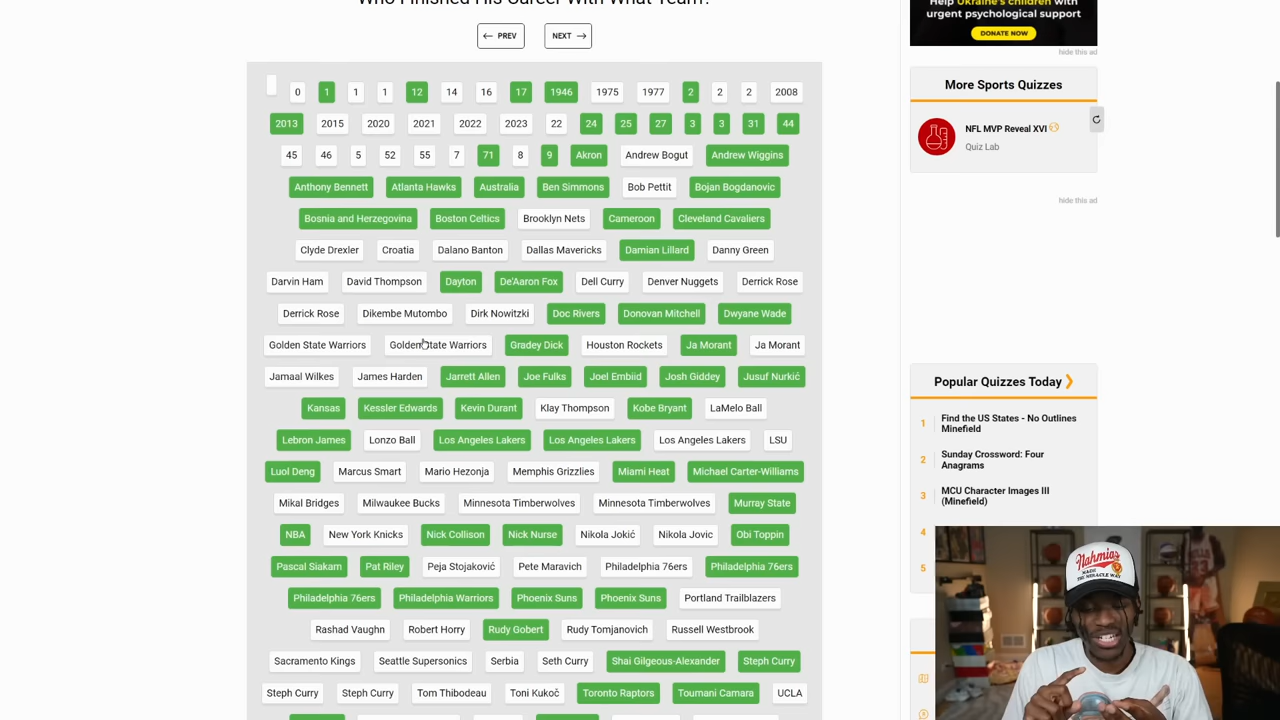 Who Finished His Career With What Team?
← PREV NEXT →
0 1 1 1 12 14 16 17 1946 1975 1977 2 2 2 2008
2013 2015 2020 2021 2022 2023 22 24 25 27 3 3 31 44
45 46 5 52 55 7 71 8 9 Akron Andrew Bogut Andrew Wiggins
Anthony Bennett Atlanta Hawks Australia Ben Simmons Bob Pettit Bojan Bogdanovic
Bosnia and Herzegovina Boston Celtics Brooklyn Nets Cameroon Cleveland Cavaliers
Clyde Drexler Croatia Dalano Banton Dallas Mavericks Damian Lillard Danny Green
Darvin Ham David Thompson Dayton De'Aaron Fox Dell Curry Denver Nuggets Derrick Rose
Derrick Rose Dikembe Mutombo Dirk Nowitzki Doc Rivers Donovan Mitchell Dwyane Wade
Golden State Warriors Golden State Warriors Gradey Dick Houston Rockets Ja Morant Ja Morant
Jamaal Wilkes James Harden Jarrett Allen Joe Fulks Joel Embiid Josh Giddey Jusuf Nurkić
Kansas Kessler Edwards Kevin Durant Klay Thompson Kobe Bryant LaMelo Ball
Lebron James Lonzo Ball Los Angeles Lakers Los Angeles Lakers Los Angeles Lakers LSU
Luol Deng Marcus Smart Mario Hezonja Memphis Grizzlies Miami Heat Michael Carter-Williams
Mikal Bridges Milwaukee Bucks Minnesota Timberwolves Minnesota Timberwolves Murray State
NBA New York Knicks Nick Collison Nick Nurse Nikola Jokić Nikola Jovic Obi Toppin
Pascal Siakam Pat Riley Peja Stojaković Pete Maravich Philadelphia 76ers Philadelphia 76ers
Philadelphia 76ers Philadelphia Warriors Phoenix Suns Phoenix Suns Portland Trailblazers
Rashad Vaughn Robert Horry Rudy Gobert Rudy Tomjanovich Russell Westbrook
Sacramento Kings Seattle Supersonics Serbia Seth Curry Shai Gilgeous-Alexander Steph Curry
Steph Curry Steph Curry Tom Thibodeau Toni Kukoč Toronto Raptors Toumani Camara UCLA
Help Ukraine's children with
urgent psychological support
DONATE NOW
hide this ad
More Sports Quizzes
NFL MVP Reveal XVI
Quiz Lab
hide this ad
Popular Quizzes Today ❯
1 Find the US States - No Outlines
Minefield
2 Sunday Crossword: Four
Anagrams
3 MCU Character Images III
(Minefield)
4
5
Nahmias
MADE
THE MIRACLE WAY